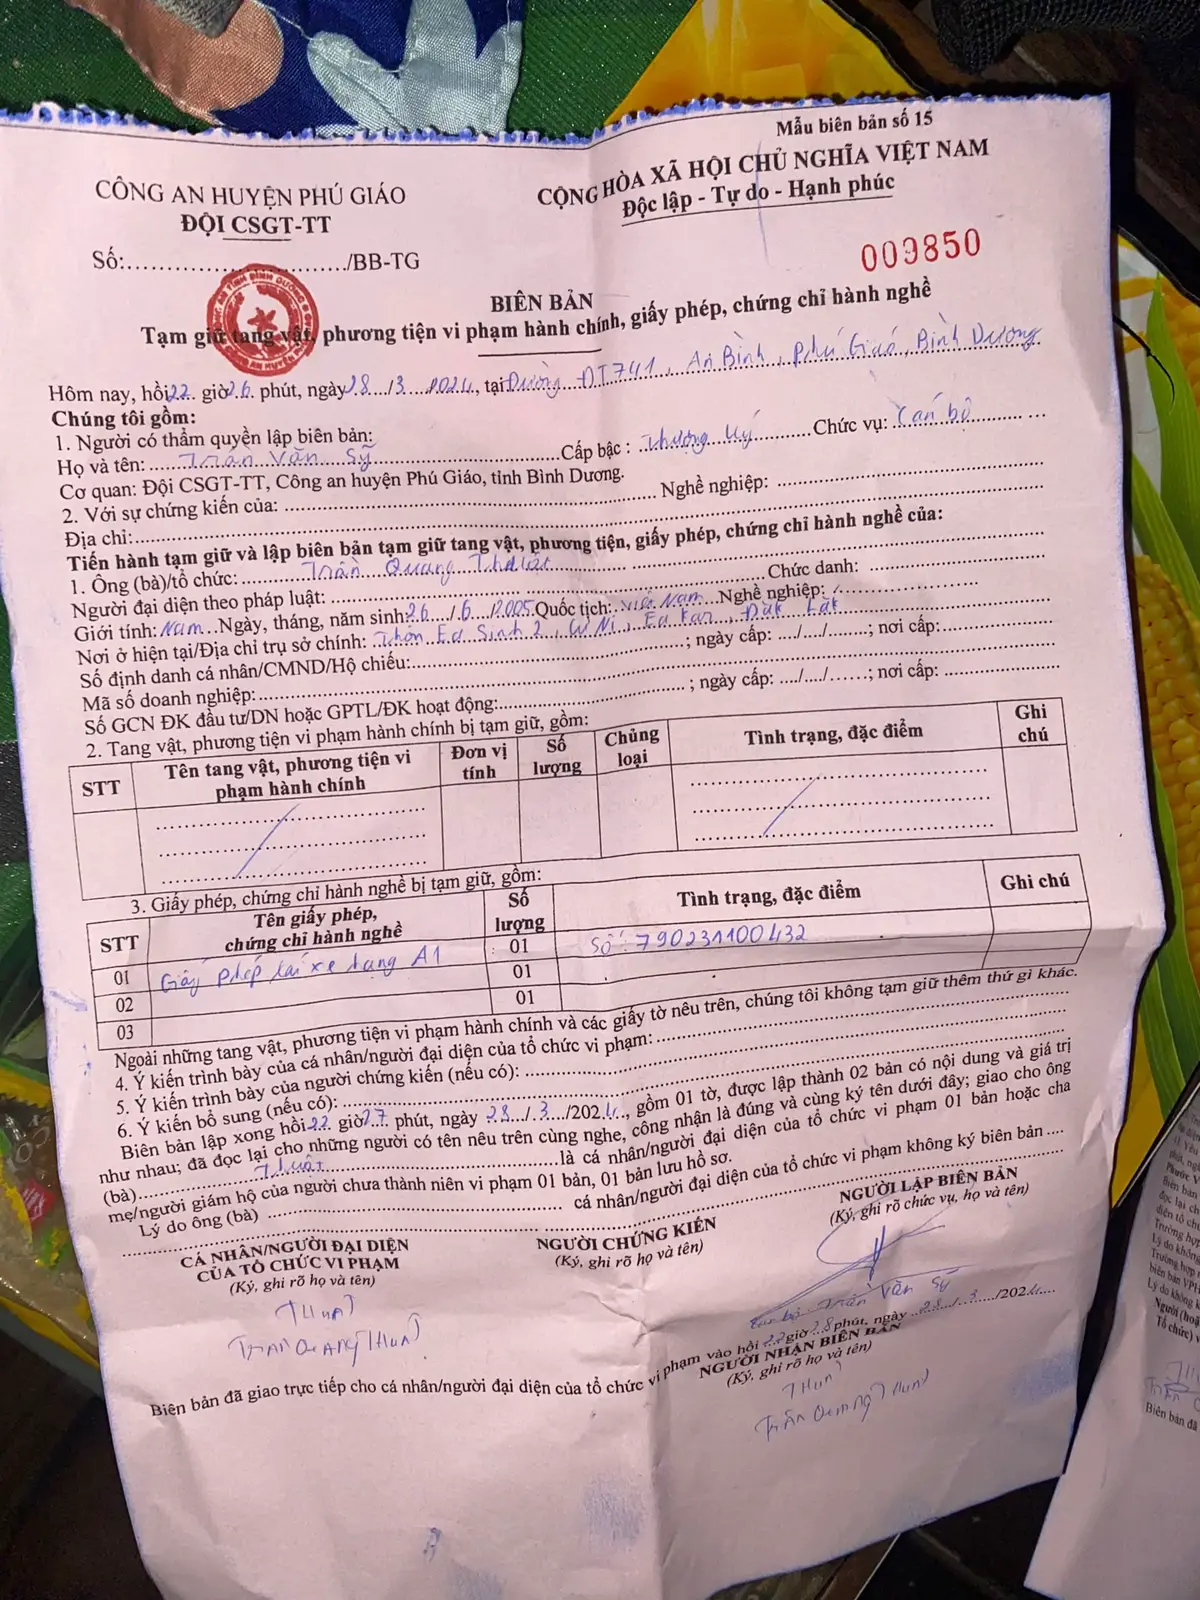 Mẫu biên bản số 15
CÔNG AN HUYỆN PHÚ GIÁO
CỘNG HÒA XÃ HỘI CHỦ NGHĨA VIỆT NAM
ĐỘI CSGT-TT
Độc lập - Tự do - Hạnh phúc
Số:............................/BB-TG
009850
BIÊN BẢN
Tạm giữ tang vật, phương tiện vi phạm hành chính, giấy phép, chứng chỉ hành nghề
Hôm nay, hồi 22 giờ 26 phút, ngày 28/3/2024, tại Đường ĐT741, An Bình, Phú Giáo, Bình Dương
Chúng tôi gồm:
1. Người có thẩm quyền lập biên bản:
Họ và tên: Trần Văn Sỹ Cấp bậc: Thượng úy Chức vụ: Cán bộ
Cơ quan: Đội CSGT-TT, Công an huyện Phú Giáo, tỉnh Bình Dương.
2. Với sự chứng kiến của: .......... Nghề nghiệp: ..........
Địa chỉ:..........
Tiến hành tạm giữ và lập biên bản tạm giữ tang vật, phương tiện, giấy phép, chứng chỉ hành nghề của:
1. Ông (bà)/tổ chức: Trần Quang
Người đại diện theo pháp luật: .......... Chức danh: ..........
Giới tính: Nam Ngày, tháng, năm sinh 26/6/2005 Quốc tịch: Việt Nam Nghề nghiệp: ..........
Nơi ở hiện tại/Địa chỉ trụ sở chính: Thôn Ea Sinh 2, Cư Ni, Ea Kar, Đăk Lăk
Số định danh cá nhân/CMND/Hộ chiếu:..........; ngày cấp: ..../..../........; nơi cấp:..........
Mã số doanh nghiệp:..........
Số GCN ĐK đầu tư/DN hoặc GPTL/ĐK hoạt động:..........; ngày cấp: ..../..../......; nơi cấp: ..........
2. Tang vật, phương tiện vi phạm hành chính bị tạm giữ, gồm:
STT Tên tang vật, phương tiện vi phạm hành chính Đơn vị tính Số lượng Chủng loại Tình trạng, đặc điểm Ghi chú
3. Giấy phép, chứng chỉ hành nghề bị tạm giữ, gồm:
STT Tên giấy phép, chứng chỉ hành nghề Số lượng Tình trạng, đặc điểm Ghi chú
01 Giấy phép lái xe hạng A1 01 Số: 790231100432
02 01
03 01
Ngoài những tang vật, phương tiện vi phạm hành chính và các giấy tờ nêu trên, chúng tôi không tạm giữ thêm thứ gì khác.
4. Ý kiến trình bày của cá nhân/người đại diện của tổ chức vi phạm: ..........
5. Ý kiến trình bày của người chứng kiến (nếu có): ..........
6. Ý kiến bổ sung (nếu có): ..........
Biên bản lập xong hồi 22 giờ 27 phút, ngày 28/3/2024, gồm 01 tờ, được lập thành 02 bản có nội dung và giá trị
như nhau; đã đọc lại cho những người có tên nêu trên cùng nghe, công nhận là đúng và cùng ký tên dưới đây; giao cho ông
(bà)..........là cá nhân/người đại diện của tổ chức vi phạm 01 bản hoặc cha
mẹ/người giám hộ của người chưa thành niên vi phạm 01 bản, 01 bản lưu hồ sơ.
Lý do ông (bà) .......... cá nhân/người đại diện của tổ chức vi phạm không ký biên bản ....
CÁ NHÂN/NGƯỜI ĐẠI DIỆN
CỦA TỔ CHỨC VI PHẠM
(Ký, ghi rõ họ và tên)
NGƯỜI CHỨNG KIẾN
(Ký, ghi rõ họ và tên)
NGƯỜI LẬP BIÊN BẢN
(Ký, ghi rõ chức vụ, họ và tên)
Cán bộ Trần Văn Sỹ
Biên bản đã giao trực tiếp cho cá nhân/người đại diện của tổ chức vi phạm vào hồi 22 giờ 28 phút, ngày 28/3/2024
NGƯỜI NHẬN BIÊN BẢN
(Ký, ghi rõ họ và tên)